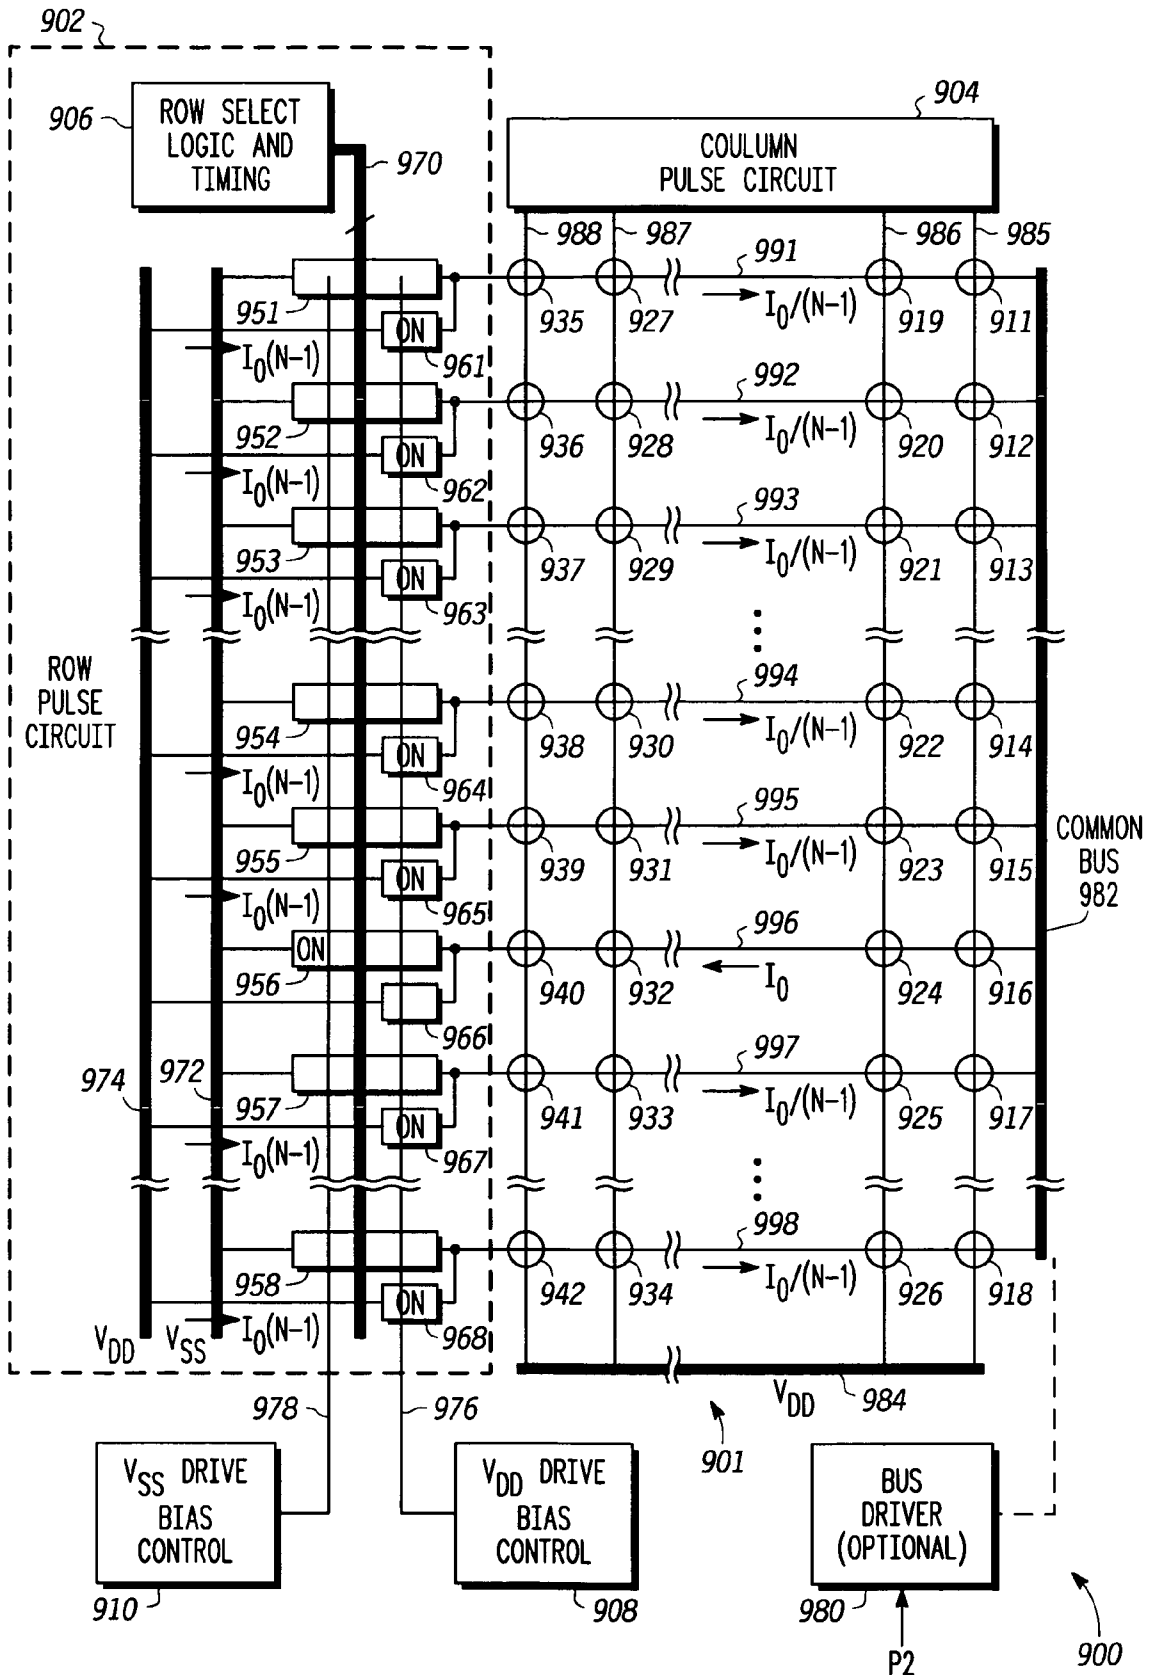 902
906
ROW SELECT
LOGIC AND
TIMING
970
904
COULUMN
PULSE CIRCUIT
988
987
986
985
991
951
I0(N-1)
ON
961
935
927
I0/(N-1)
919
911
992
952
I0(N-1)
ON
962
936
928
I0/(N-1)
920
912
993
953
I0(N-1)
ON
963
937
929
I0/(N-1)
921
913
ROW
PULSE
CIRCUIT
994
954
I0(N-1)
ON
964
938
930
I0/(N-1)
922
914
995
955
I0(N-1)
ON
965
939
931
I0/(N-1)
923
915
COMMON
BUS
982
996
ON
956
966
940
932
I0
924
916
974
972
997
957
I0(N-1)
ON
967
941
933
I0/(N-1)
925
917
998
958
I0(N-1)
ON
968
942
934
I0/(N-1)
926
918
VDD
VSS
VDD
984
978
976
901
VSS DRIVE
BIAS
CONTROL
910
VDD DRIVE
BIAS
CONTROL
908
BUS
DRIVER
(OPTIONAL)
980
P2
900